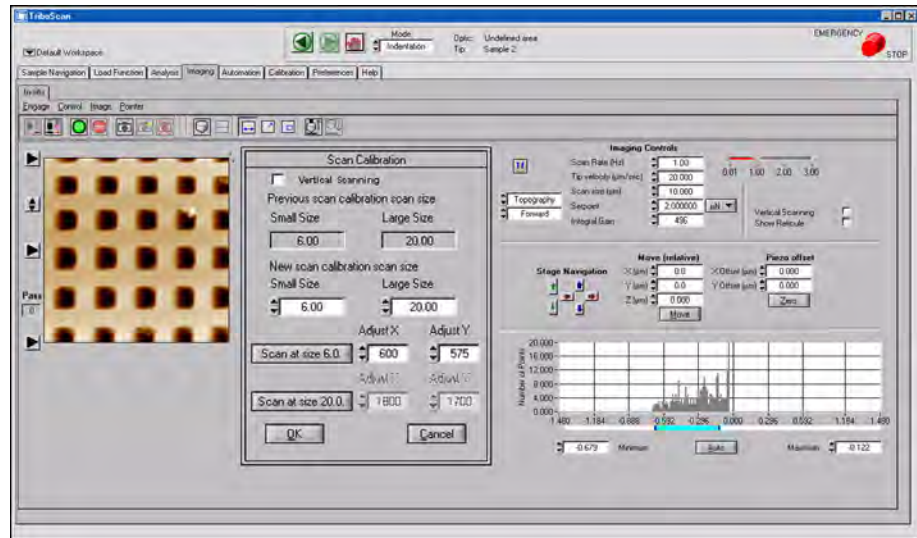 TriboScan
Default Workspace
Mode
Indentation
Optic: Undefined area
Tip: Sample 2
EMERGENCY
STOP
Sample Navigation Load Function Analysis Imaging Automation Calibration Preferences Help
Engage Control Image Pointer
Pass
0
Scan Calibration
Vertical Scanning
Previous scan calibration scan size
Small Size Large Size
6.00 20.00
New scan calibration scan size
Small Size Large Size
6.00 20.00
Adjust X Adjust Y
Scan at size 6.0. 600 575
Scan at size 20.0. 1800 1700
OK Cancel
Imaging Controls
Topography
Forward
Scan Rate (Hz) 1.00
Tip velocity (µm/sec) 20.000
Scan size (µm) 10.000
Setpoint 2.000000 µN
Integral Gain 496
0.01 1.00 2.00 3.00
Vertical Scanning
Show Reticule
Stage Navigation
Move (relative)
X (µm) 0.0
Y (µm) 0.0
Z (µm) 0.000
Move
Piezo offset
X Offset (µm) 0.000
Y Offset (µm) 0.000
Zero
Number of Points
20.000
16.000
12.000
8.000
4.000
0.000
-1.480 -1.184 -0.888 -0.592 -0.296 0.000 0.296 0.592 1.184 1.480
-0.679 Minimum Auto Maximum -0.122